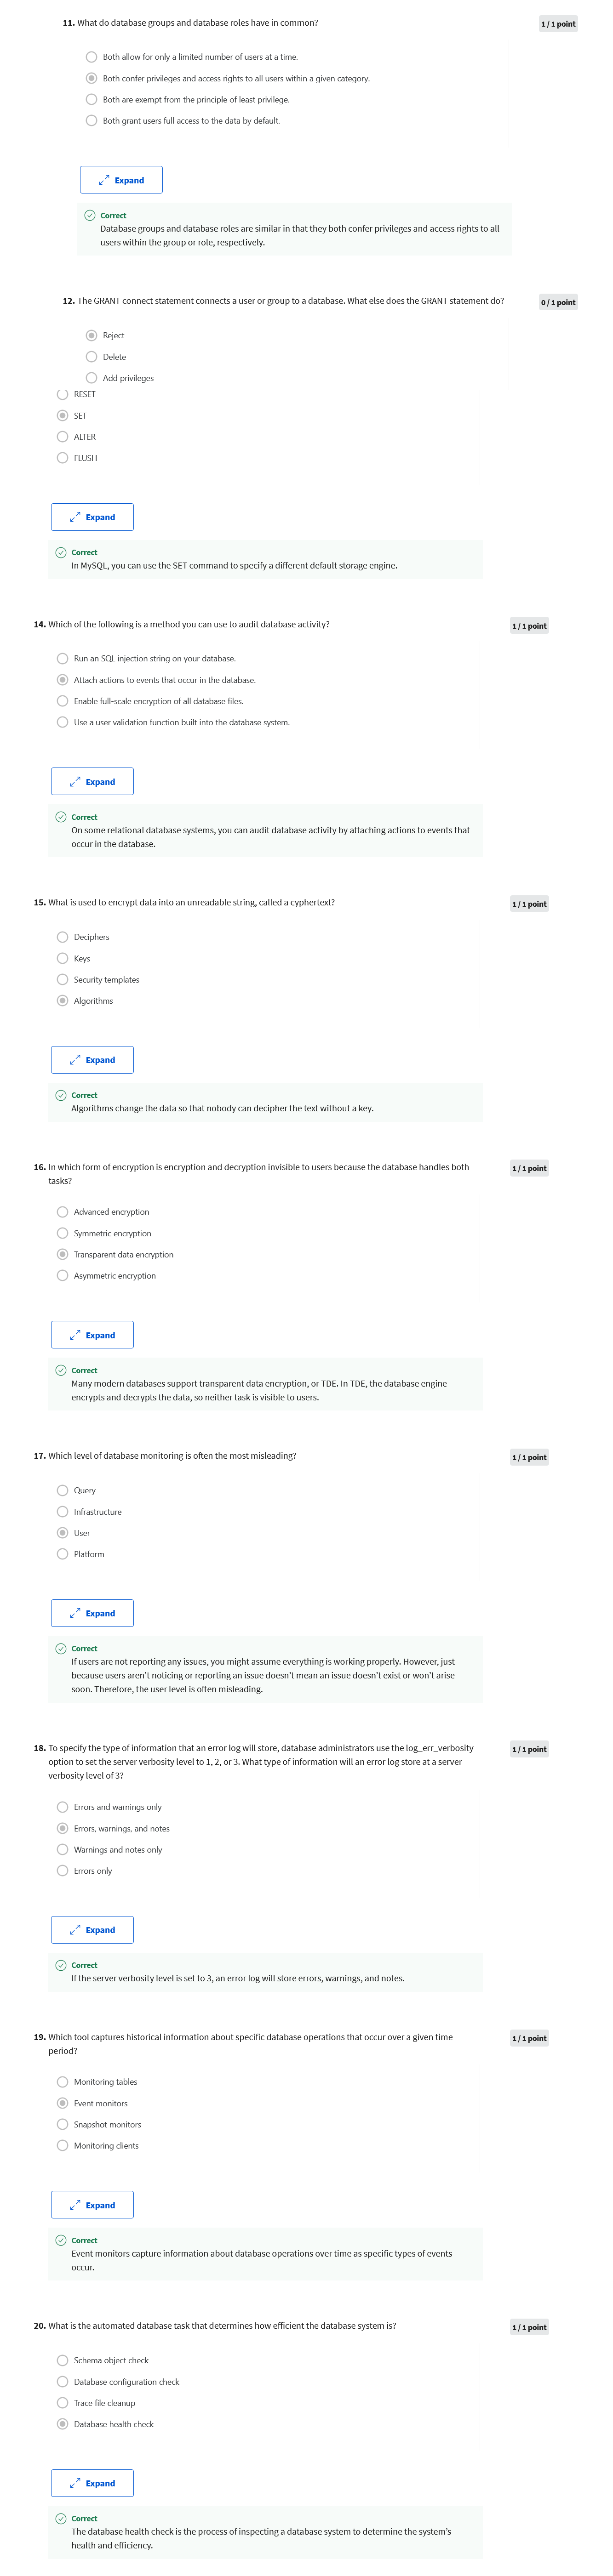 11. What do database groups and database roles have in common?
1 / 1 point
Both allow for only a limited number of users at a time.
Both confer privileges and access rights to all users within a given category.
Both are exempt from the principle of least privilege.
Both grant users full access to the data by default.
Expand
Correct
Database groups and database roles are similar in that they both confer privileges and access rights to all
users within the group or role, respectively.
12. The GRANT connect statement connects a user or group to a database. What else does the GRANT statement do?
0 / 1 point
Reject
Delete
Add privileges
RESET
SET
ALTER
FLUSH
Expand
Correct
In MySQL, you can use the SET command to specify a different default storage engine.
14. Which of the following is a method you can use to audit database activity?
1 / 1 point
Run an SQL injection string on your database.
Attach actions to events that occur in the database.
Enable full-scale encryption of all database files.
Use a user validation function built into the database system.
Expand
Correct
On some relational database systems, you can audit database activity by attaching actions to events that
occur in the database.
15. What is used to encrypt data into an unreadable string, called a cyphertext?
1 / 1 point
Deciphers
Keys
Security templates
Algorithms
Expand
Correct
Algorithms change the data so that nobody can decipher the text without a key.
16. In which form of encryption is encryption and decryption invisible to users because the database handles both
tasks?
1 / 1 point
Advanced encryption
Symmetric encryption
Transparent data encryption
Asymmetric encryption
Expand
Correct
Many modern databases support transparent data encryption, or TDE. In TDE, the database engine
encrypts and decrypts the data, so neither task is visible to users.
17. Which level of database monitoring is often the most misleading?
1 / 1 point
Query
Infrastructure
User
Platform
Expand
Correct
If users are not reporting any issues, you might assume everything is working properly. However, just
because users aren't noticing or reporting an issue doesn't mean an issue doesn't exist or won't arise
soon. Therefore, the user level is often misleading.
18. To specify the type of information that an error log will store, database administrators use the log_err_verbosity
option to set the server verbosity level to 1, 2, or 3. What type of information will an error log store at a server
verbosity level of 3?
1 / 1 point
Errors and warnings only
Errors, warnings, and notes
Warnings and notes only
Errors only
Expand
Correct
If the server verbosity level is set to 3, an error log will store errors, warnings, and notes.
19. Which tool captures historical information about specific database operations that occur over a given time
period?
1 / 1 point
Monitoring tables
Event monitors
Snapshot monitors
Monitoring clients
Expand
Correct
Event monitors capture information about database operations over time as specific types of events
occur.
20. What is the automated database task that determines how efficient the database system is?
1 / 1 point
Schema object check
Database configuration check
Trace file cleanup
Database health check
Expand
Correct
The database health check is the process of inspecting a database system to determine the system's
health and efficiency.